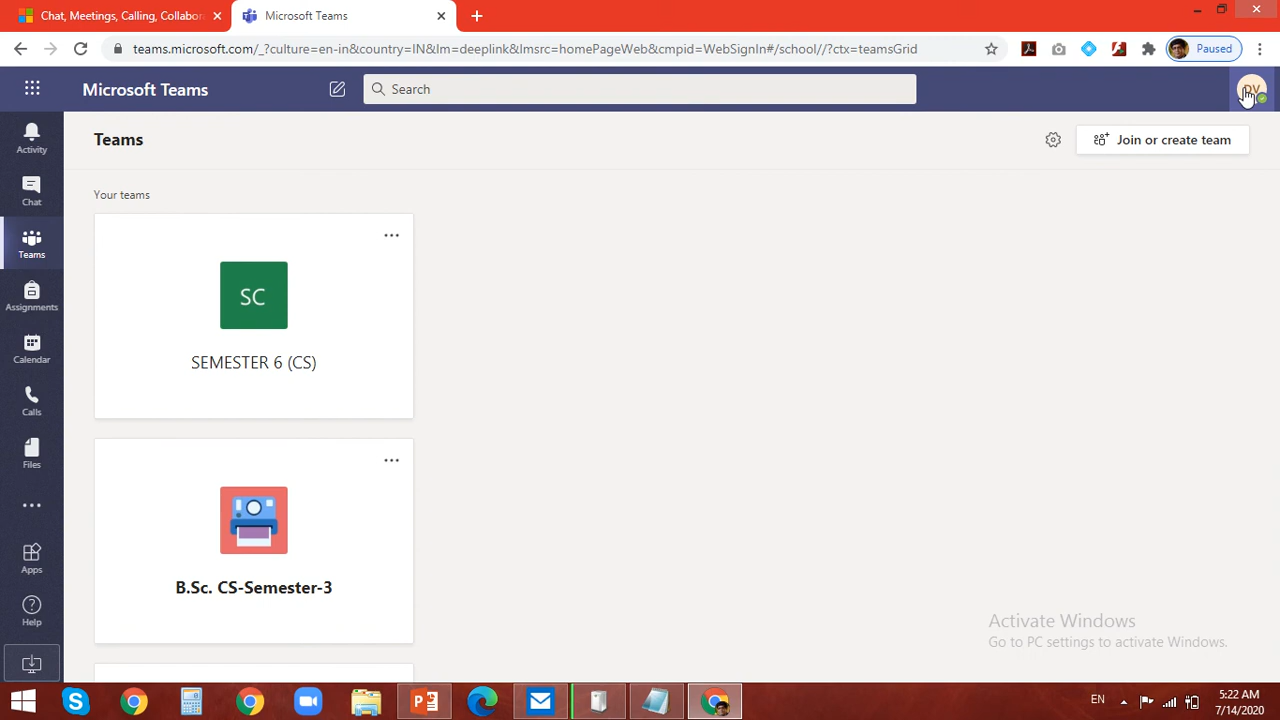 Chat, Meetings, Calling, Collabor
Microsoft Teams
teams.microsoft.com/_?culture=en-in&country=IN&lm=deeplink&lmsrc=homePageWeb&cmpid=WebSignIn#/school//?ctx=teamsGrid
Paused
Microsoft Teams
Search
Activity
Chat
Teams
Assignments
Calendar
Calls
Files
Apps
Help
Teams
Join or create team
Your teams
SC
SEMESTER 6 (CS)
B.Sc. CS-Semester-3
Activate Windows
Go to PC settings to activate Windows.
EN
5:22 AM
7/14/2020